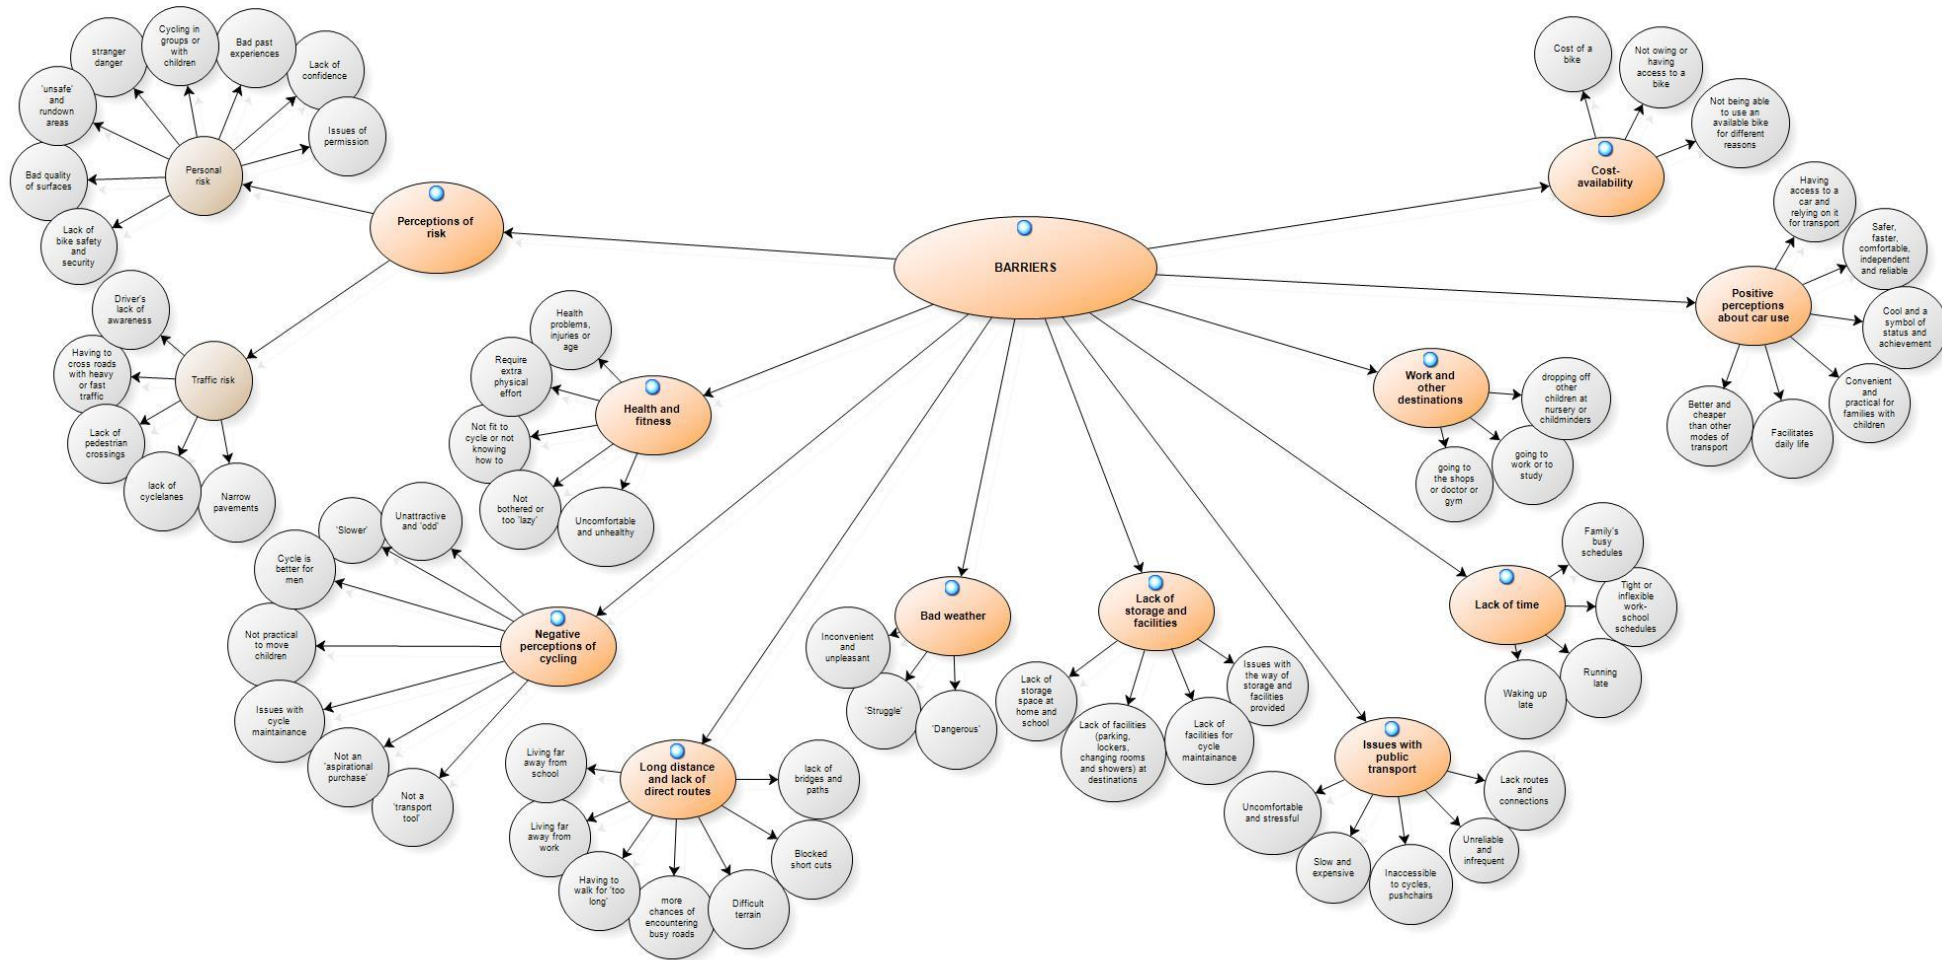 BARRIERS
Perceptions of
risk
Personal
risk
Cycling in
groups or
with
children
Bad past
experiences
stranger
danger
Lack of
confidence
'unsafe'
and
rundown
areas
Issues of
permission
Bad quality
of surfaces
Lack of
bike safety
and
security
Traffic risk
Driver's
lack of
awareness
Having to
cross roads
with heavy
or fast
traffic
Lack of
pedestrian
crossings
lack of
cyclelanes
Narrow
pavements
Health and
fitness
Health
problems,
injuries or
age
Require
extra
physical
effort
Not fit to
cycle or not
knowing
how to
Not
bothered or
too 'lazy'
Uncomfortable
and unhealthy
Negative
perceptions of
cycling
Unattractive
and 'odd'
'Slower'
Cycle is
better for
men
Not practical
to move
children
Issues with
cycle
maintainance
Not an
'aspirational
purchase'
Not a
'transport
tool'
Long distance
and lack of
direct routes
Living far
away from
school
Living far
away from
work
Having to
walk for 'too
long'
more
chances of
encountering
busy roads
Difficult
terrain
Blocked
short cuts
lack of
bridges and
paths
Bad weather
Inconvenient
and
unpleasant
'Struggle'
'Dangerous'
Lack of
storage and
facilities
Lack of
storage
space at
home and
school
Lack of facilities
(parking,
lockers,
changing rooms
and showers) at
destinations
Lack of
facilities for
cycle
maintainance
Issues with
the way of
storage and
facilities
provided
Issues with
public
transport
Uncomfortable
and stressful
Slow and
expensive
Inaccessible
to cycles,
pushchairs
Unreliable
and
infrequent
Lack routes
and
connections
Lack of time
Family's
busy
schedules
Tight or
inflexible
work-
school
schedules
Running
late
Waking up
late
Work and
other
destinations
dropping off
other
children at
nursery or
childminders
going to
work or to
study
going to
the shops
or doctor or
gym
Positive
perceptions
about car use
Having
access to a
car and
relying on it
for transport
Safer,
faster,
comfortable,
independent
and reliable
Cool and a
symbol of
status and
achievement
Convenient
and
practical for
families with
children
Facilitates
daily life
Better and
cheaper
than other
modes of
transport
Cost-
availability
Cost of a
bike
Not owing or
having
access to a
bike
Not being able
to use an
available bike
for different
reasons